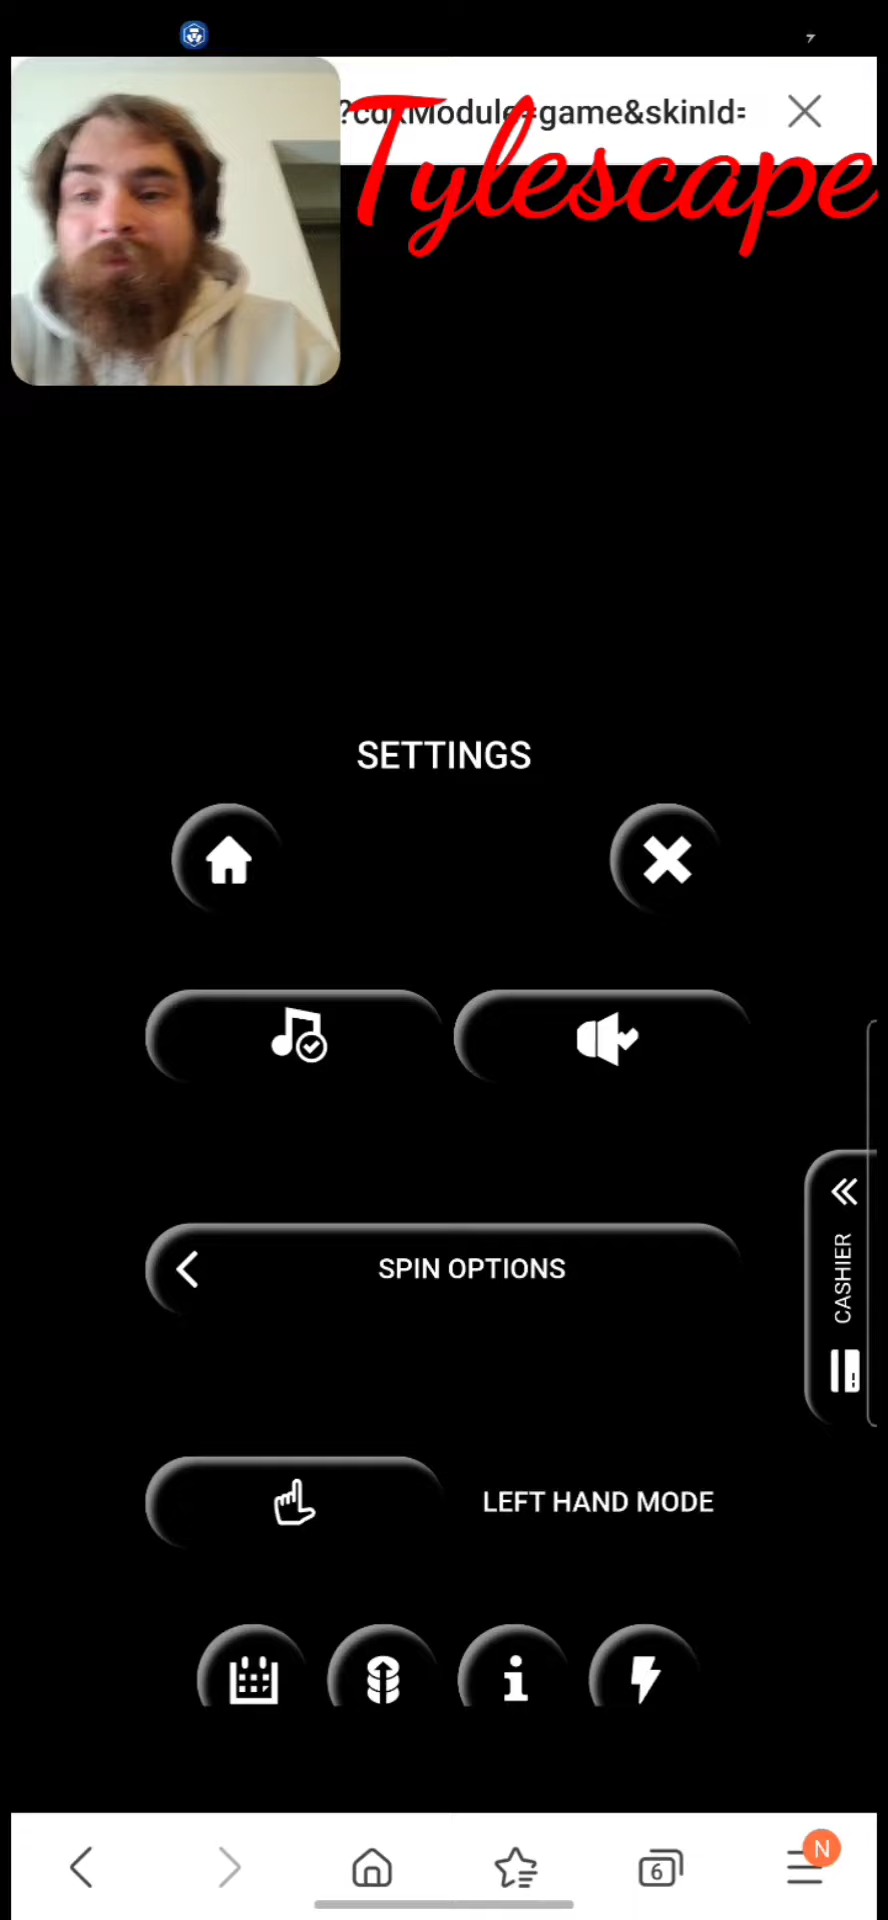 ?cdkModule=game&skinId=
Tylescape
SETTINGS
SPIN OPTIONS
CASHIER
LEFT HAND MODE
6
N